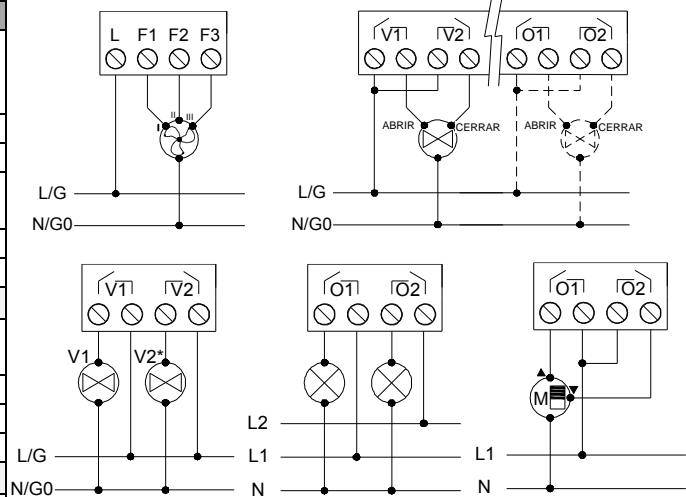 L F1 F2 F3
I II III
L/G
N/G0
V1 V2 O1 O2
ABRIR CERRAR ABRIR CERRAR
L/G
N/G0
V1 V2
V1 V2*
L/G
N/G0
O1 O2
L2
L1
N
O1 O2
M
L1
N